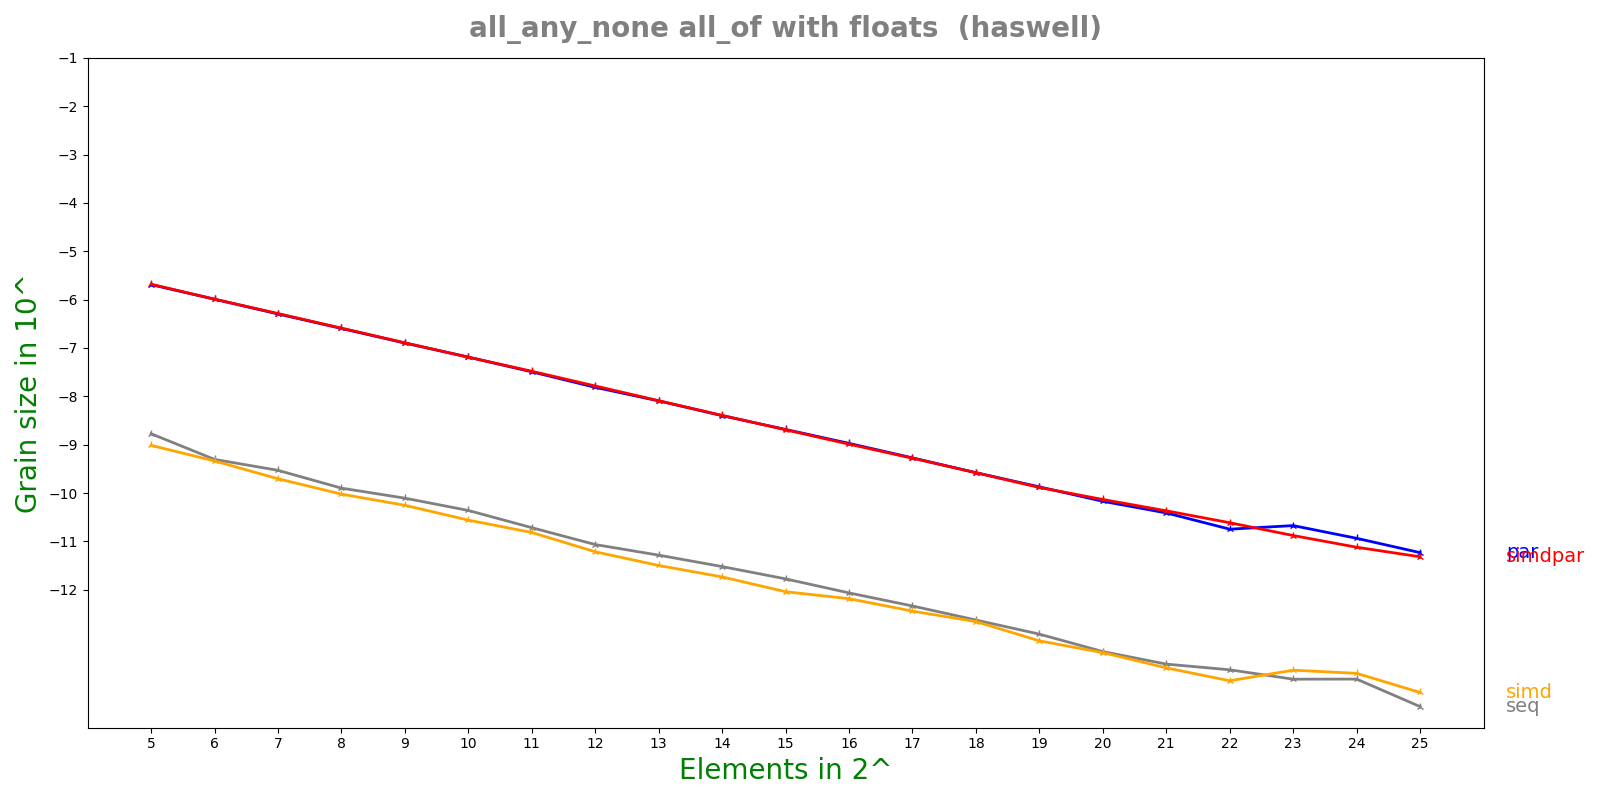 all_any_none all_of with floats  (haswell)
Grain size in 10^
−1
−2
−3
−4
−5
−6
−7
−8
−9
−10
−11
−12
par
simdpar
simd
seq
5 6 7 8 9 10 11 12 13 14 15 16 17 18 19 20 21 22 23 24 25
Elements in 2^